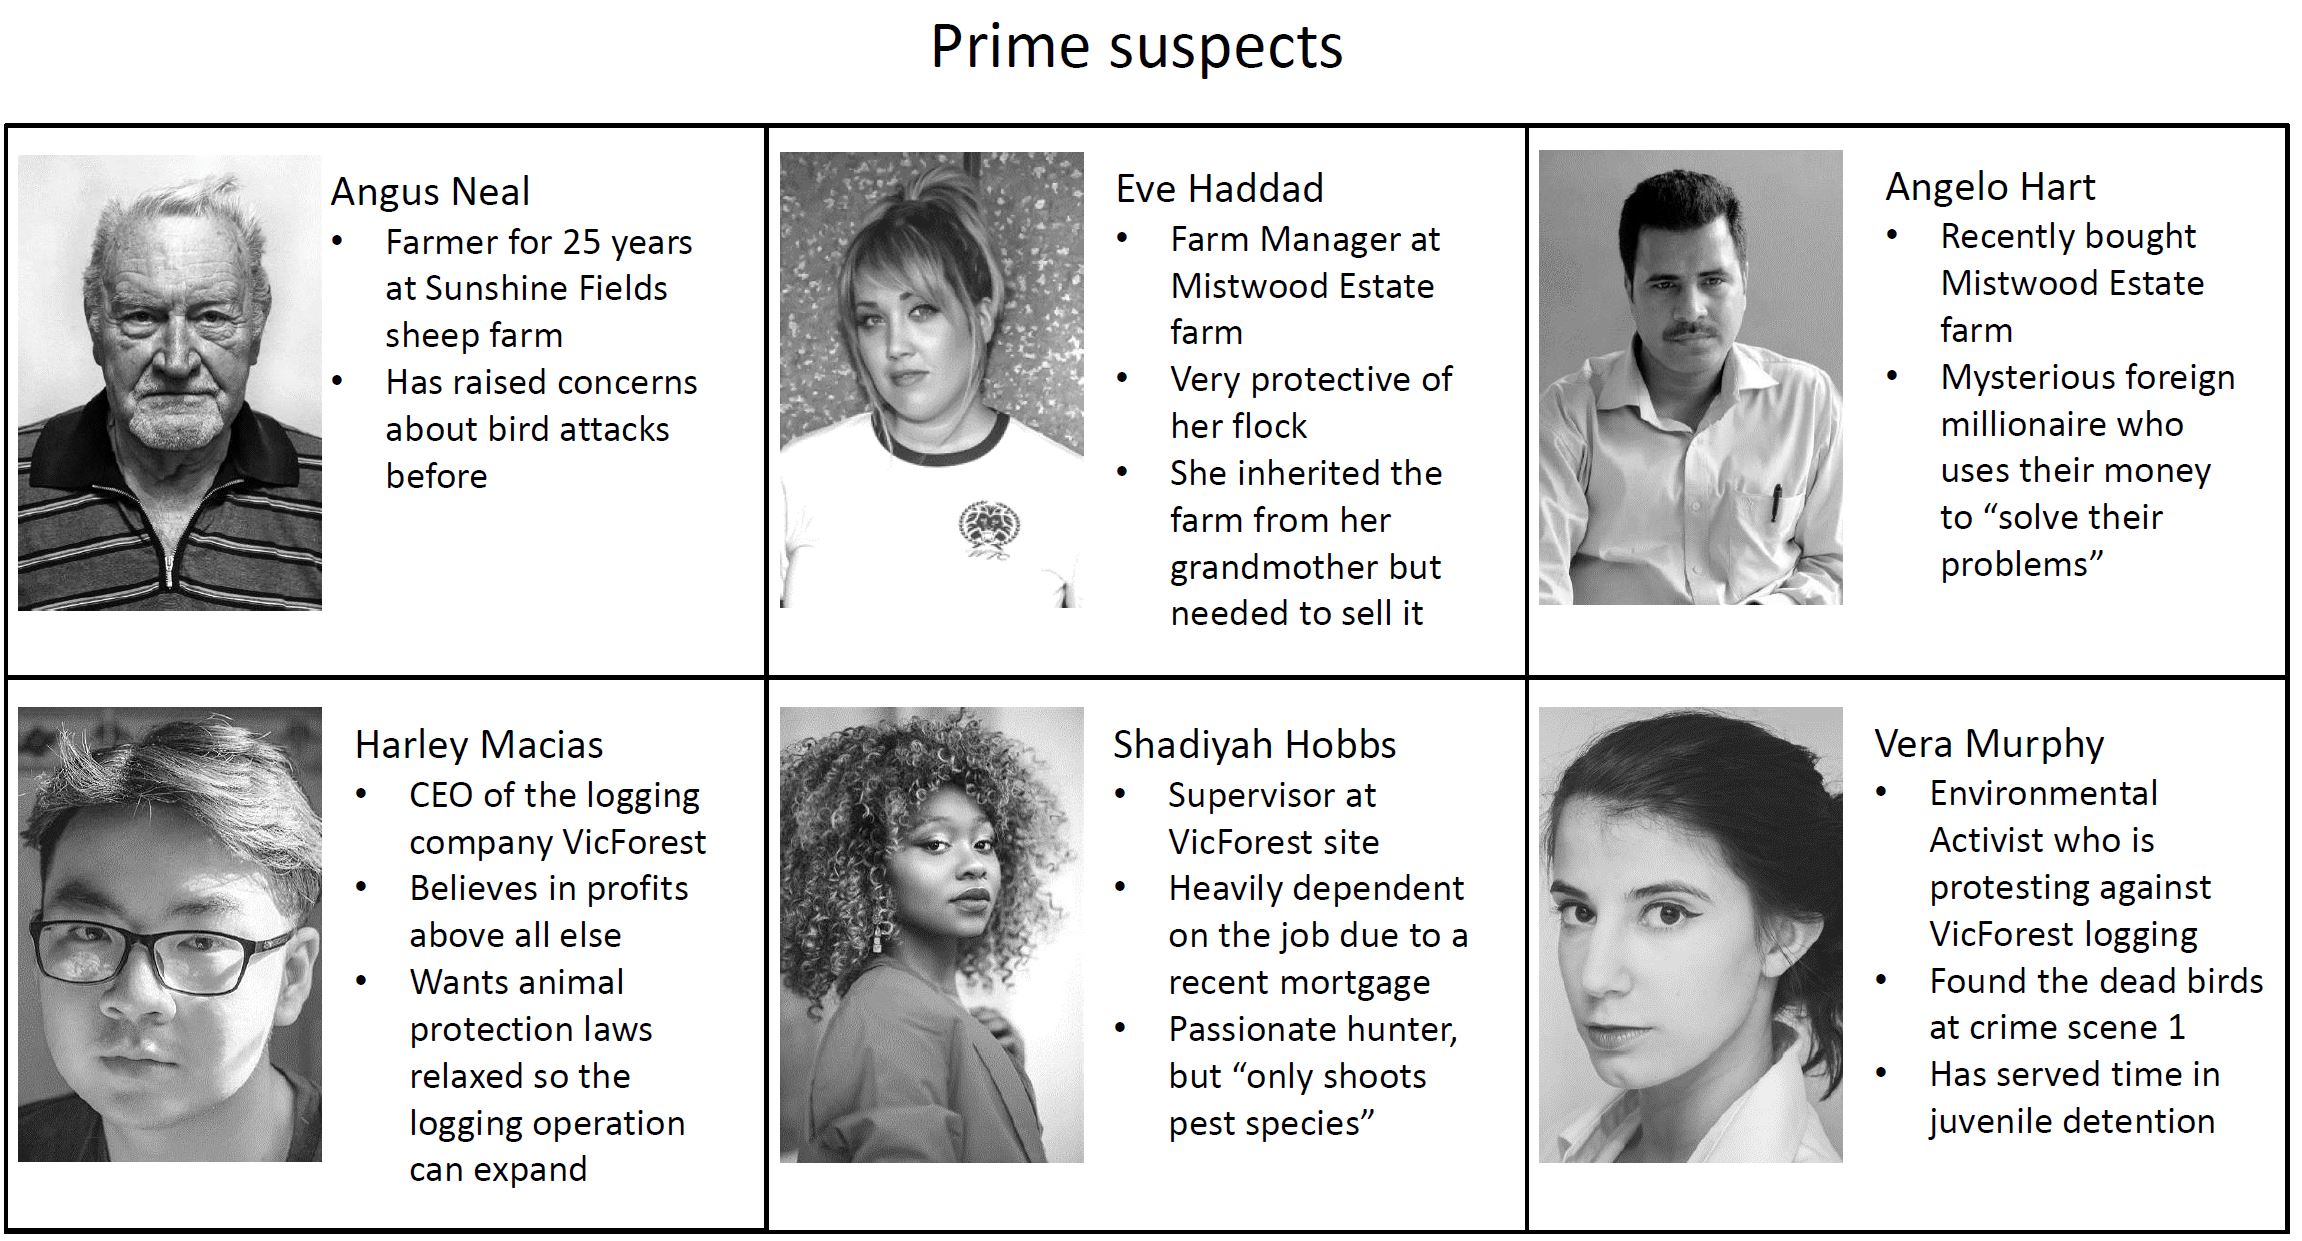 Prime suspects
Angus Neal
• Farmer for 25 years
at Sunshine Fields
sheep farm
• Has raised concerns
about bird attacks
before
Eve Haddad
• Farm Manager at
Mistwood Estate
farm
• Very protective of
her flock
• She inherited the
farm from her
grandmother but
needed to sell it
Angelo Hart
• Recently bought
Mistwood Estate
farm
• Mysterious foreign
millionaire who
uses their money
to “solve their
problems”
Harley Macias
• CEO of the logging
company VicForest
• Believes in profits
above all else
• Wants animal
protection laws
relaxed so the
logging operation
can expand
Shadiyah Hobbs
• Supervisor at
VicForest site
• Heavily dependent
on the job due to a
recent mortgage
• Passionate hunter,
but “only shoots
pest species”
Vera Murphy
• Environmental
Activist who is
protesting against
VicForest logging
• Found the dead birds
at crime scene 1
• Has served time in
juvenile detention